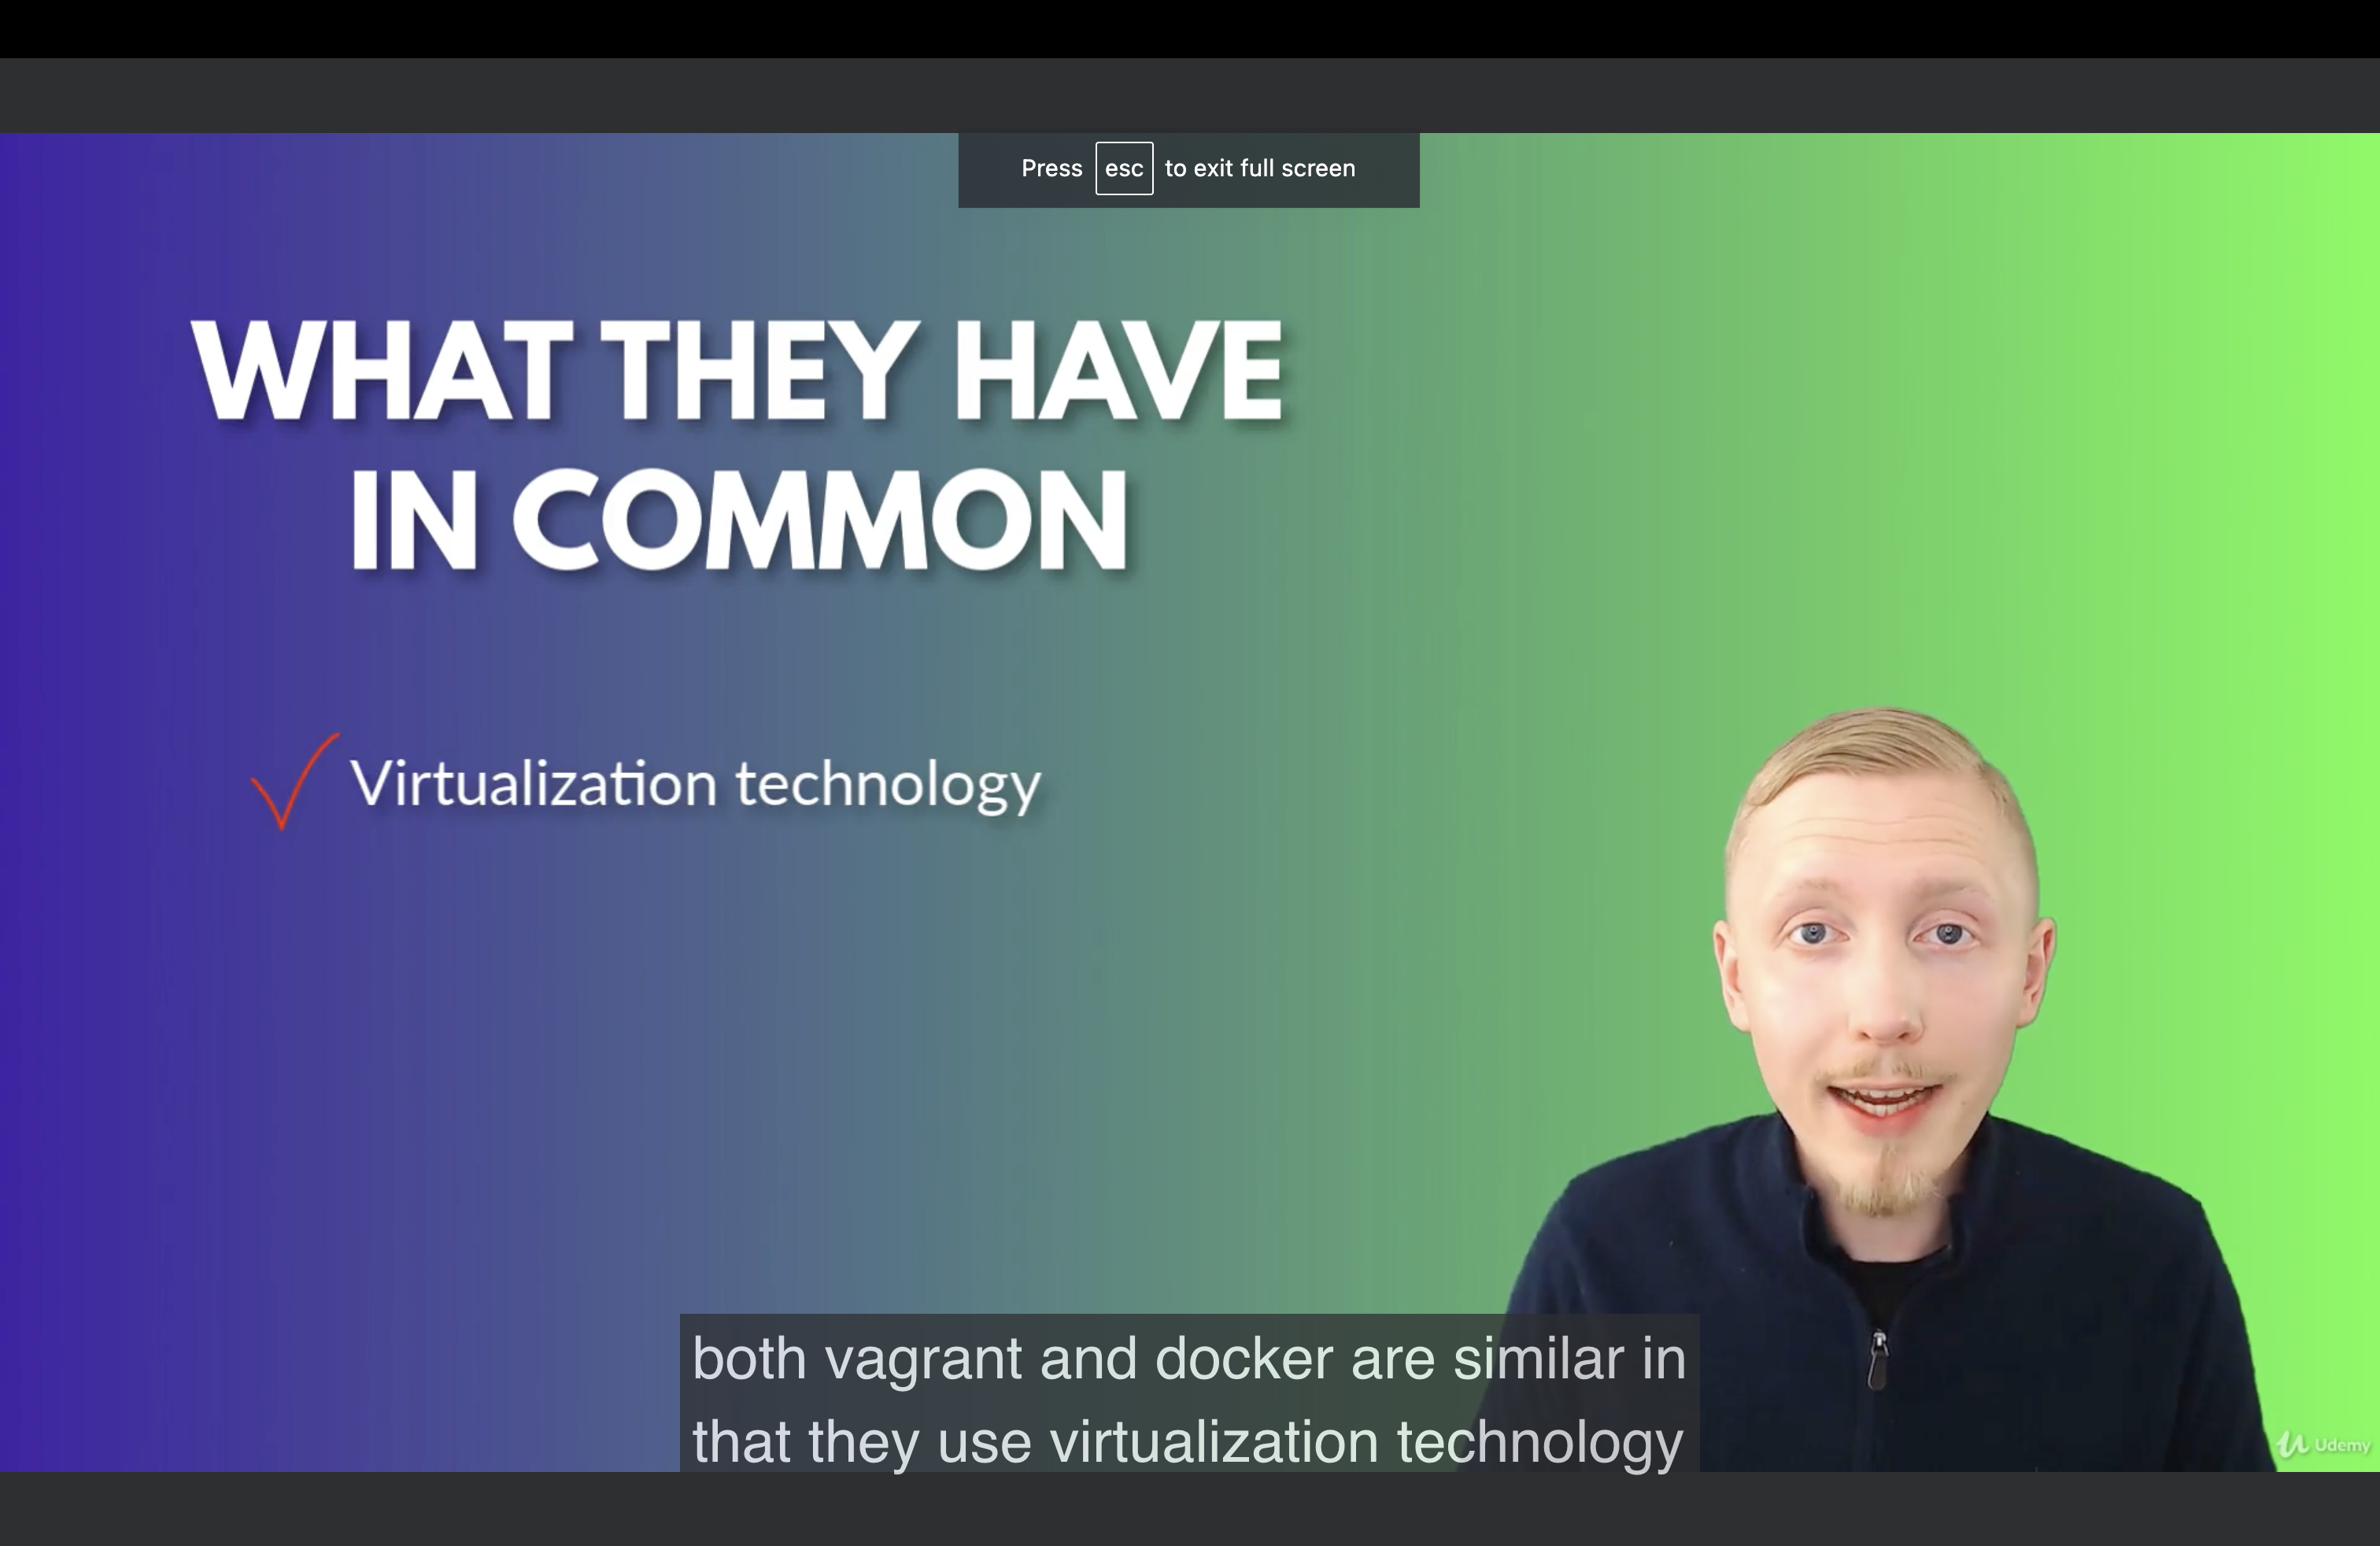 Press esc to exit full screen
WHAT THEY HAVE
IN COMMON
Virtualization technology
both vagrant and docker are similar in
that they use virtualization technology
Udemy